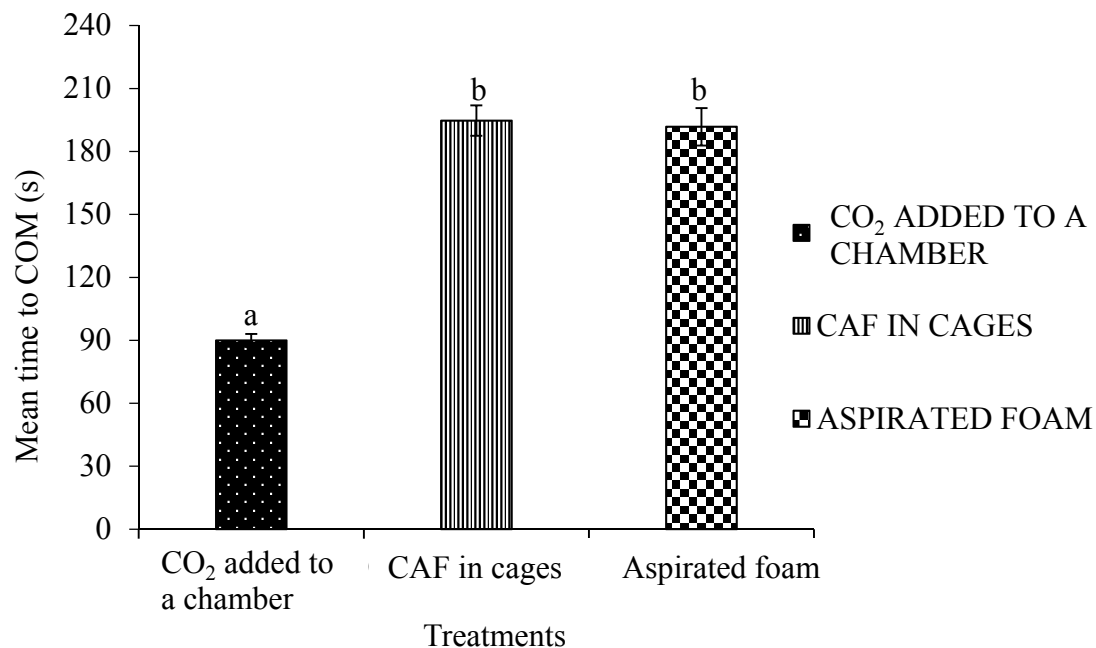 240
210
180
150
120
90
60
30
0
Mean time to COM (s)
a
b
b
CO₂ added to
a chamber
CAF in cages
Aspirated foam
Treatments
CO₂ ADDED TO A
CHAMBER
CAF IN CAGES
ASPIRATED FOAM